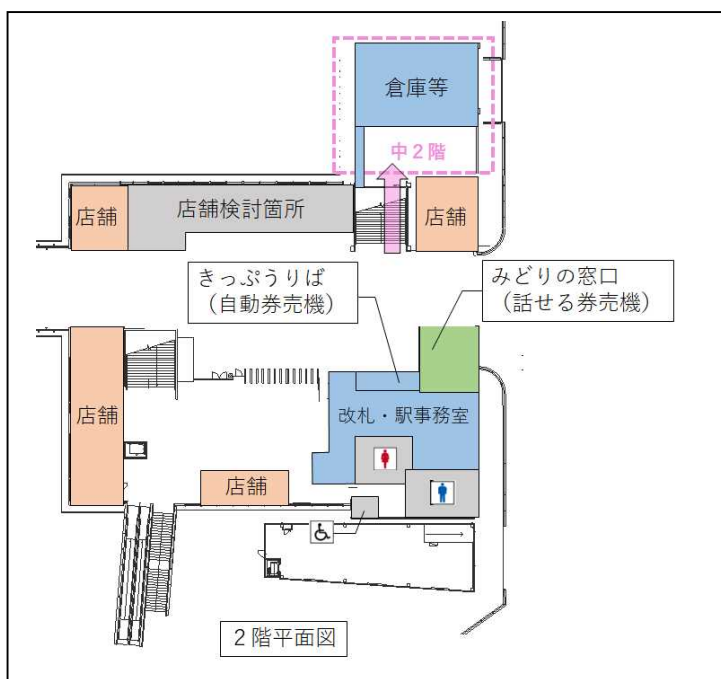 倉庫等
中２階
店舗
店舗検討箇所
店舗
きっぷうりば
（自動券売機）
みどりの窓口
（話せる券売機）
店舗
改札・駅事務室
店舗
２階平面図